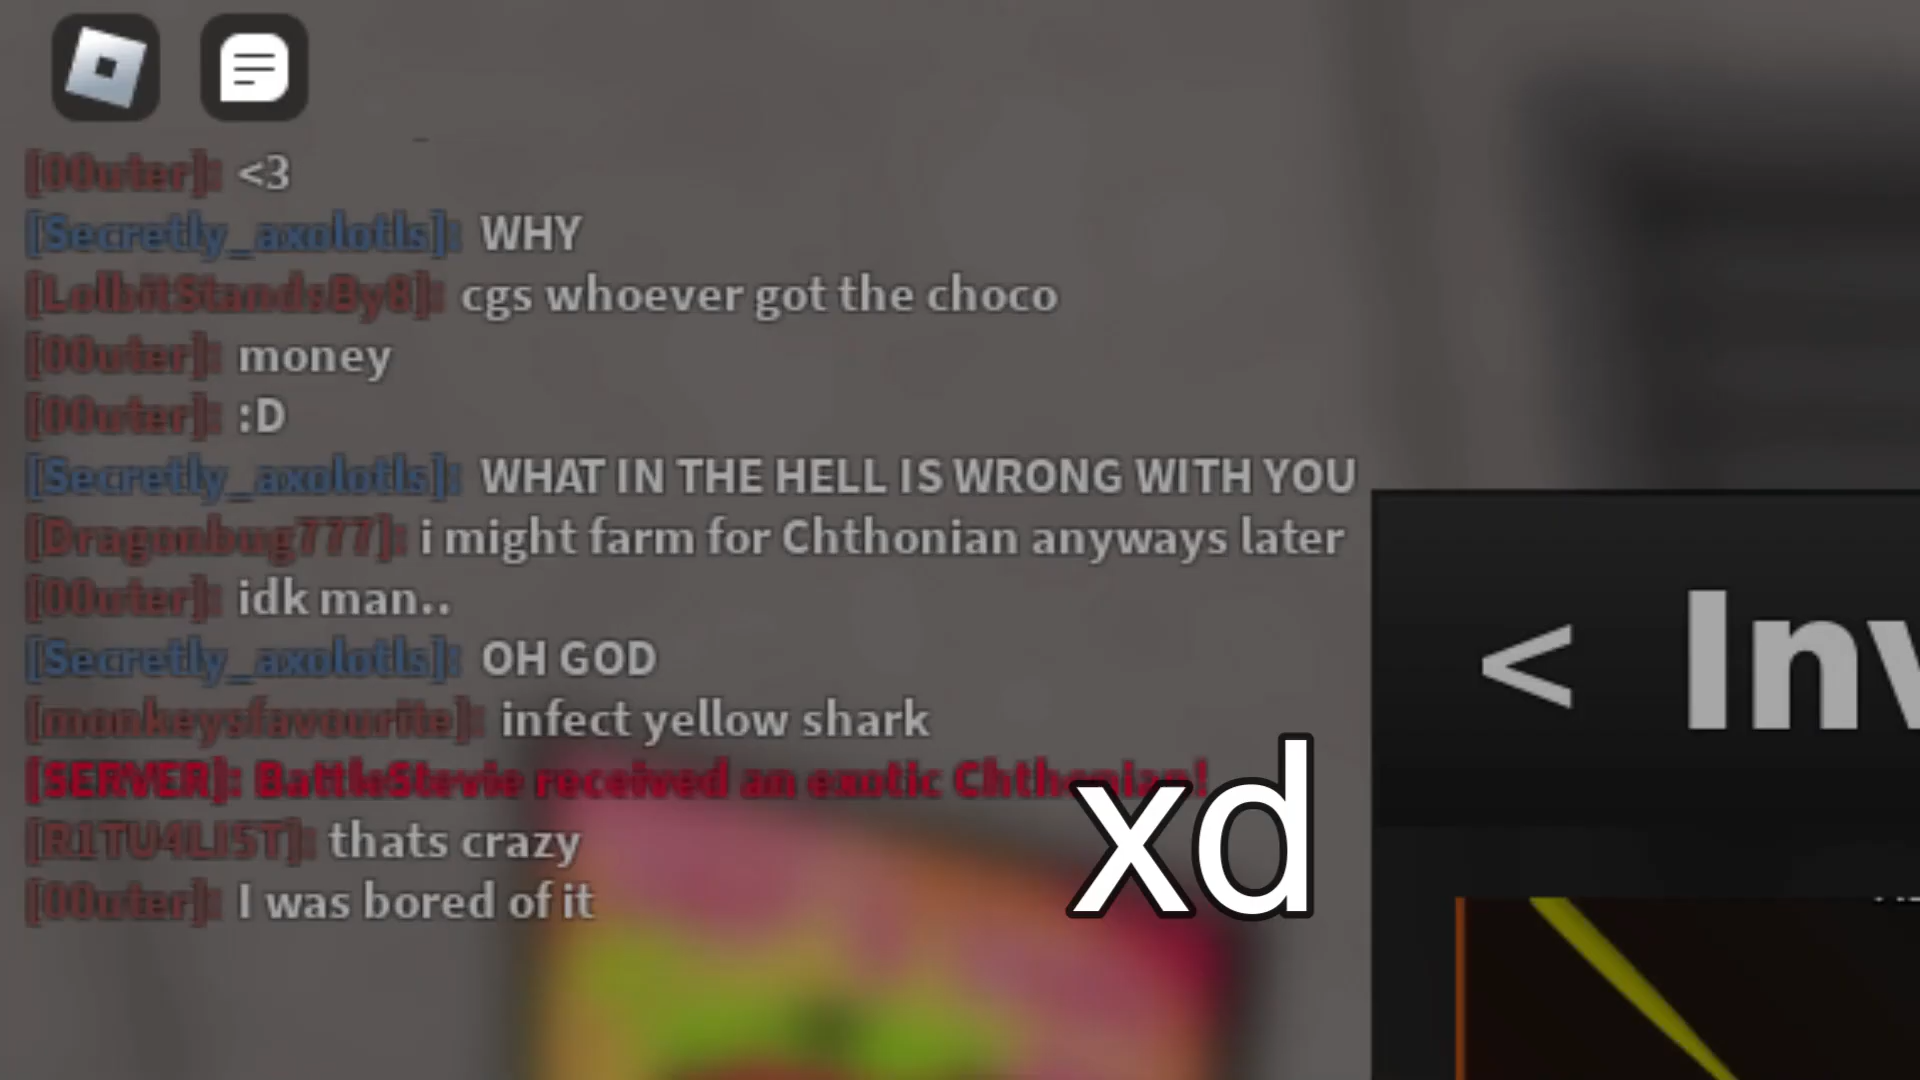 [00uter]: <3
[Secretly_axolotls]: WHY
[LolbitStandsBy8]: cgs whoever got the choco
[00uter]: money
[00uter]: :D
[Secretly_axolotls]: WHAT IN THE HELL IS WRONG WITH YOU
[Dragonbug777]: i might farm for Chthonian anyways later
[00uter]: idk man..
[Secretly_axolotls]: OH GOD
[monkeysfavourite]: infect yellow shark
[SERVER]: BattleStevie received an exotic Chthonian!
[R1TU4L15T]: thats crazy
[00uter]: I was bored of it
xd
< Inv